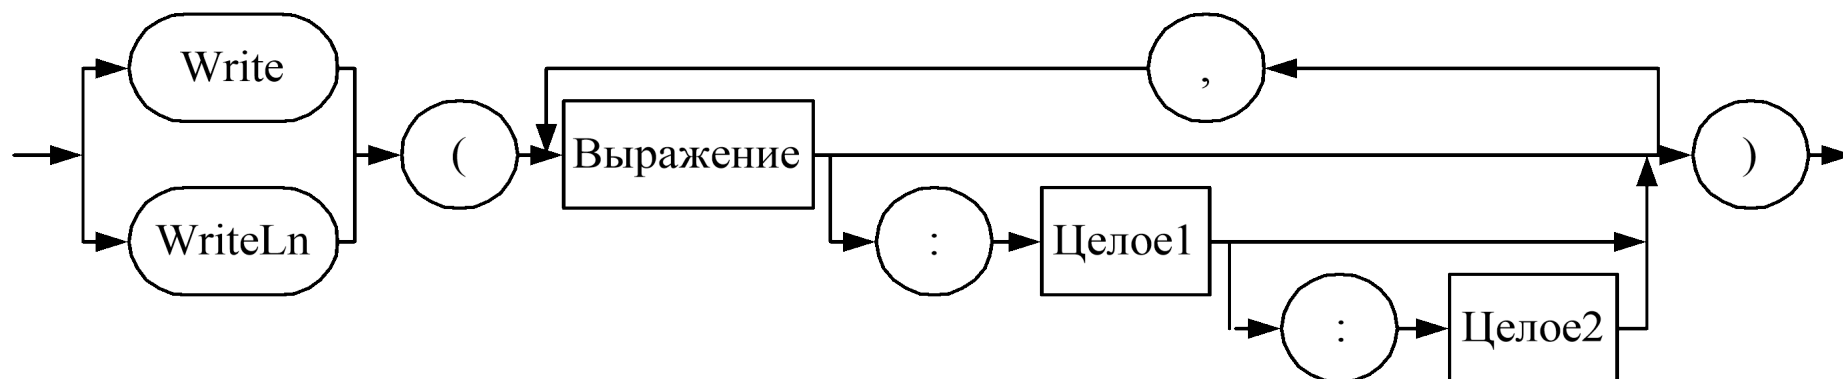 Write
,
( Выражение )
WriteLn : Целое1
: Целое2